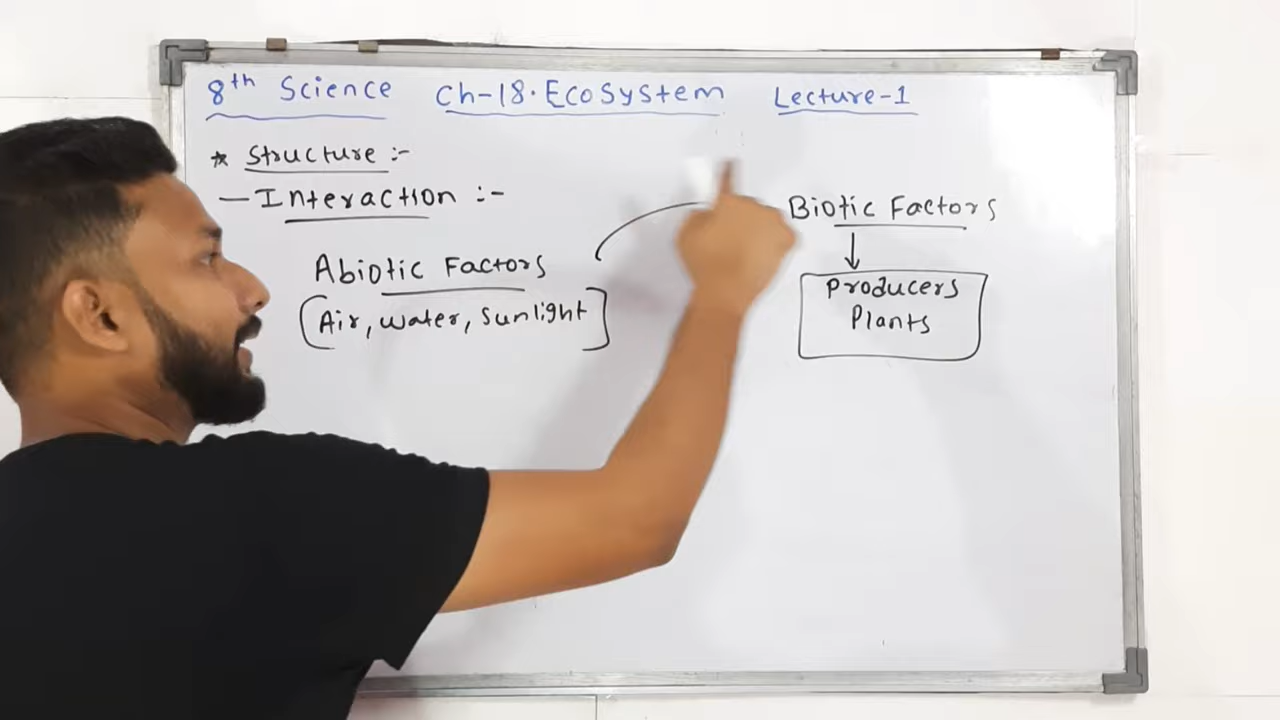 8th Science Ch-18. Ecosystem Lecture-1
* Structure :-
— Interaction :-
Biotic Factors
Abiotic Factors
(Air, water, Sunlight]
Producers
Plants